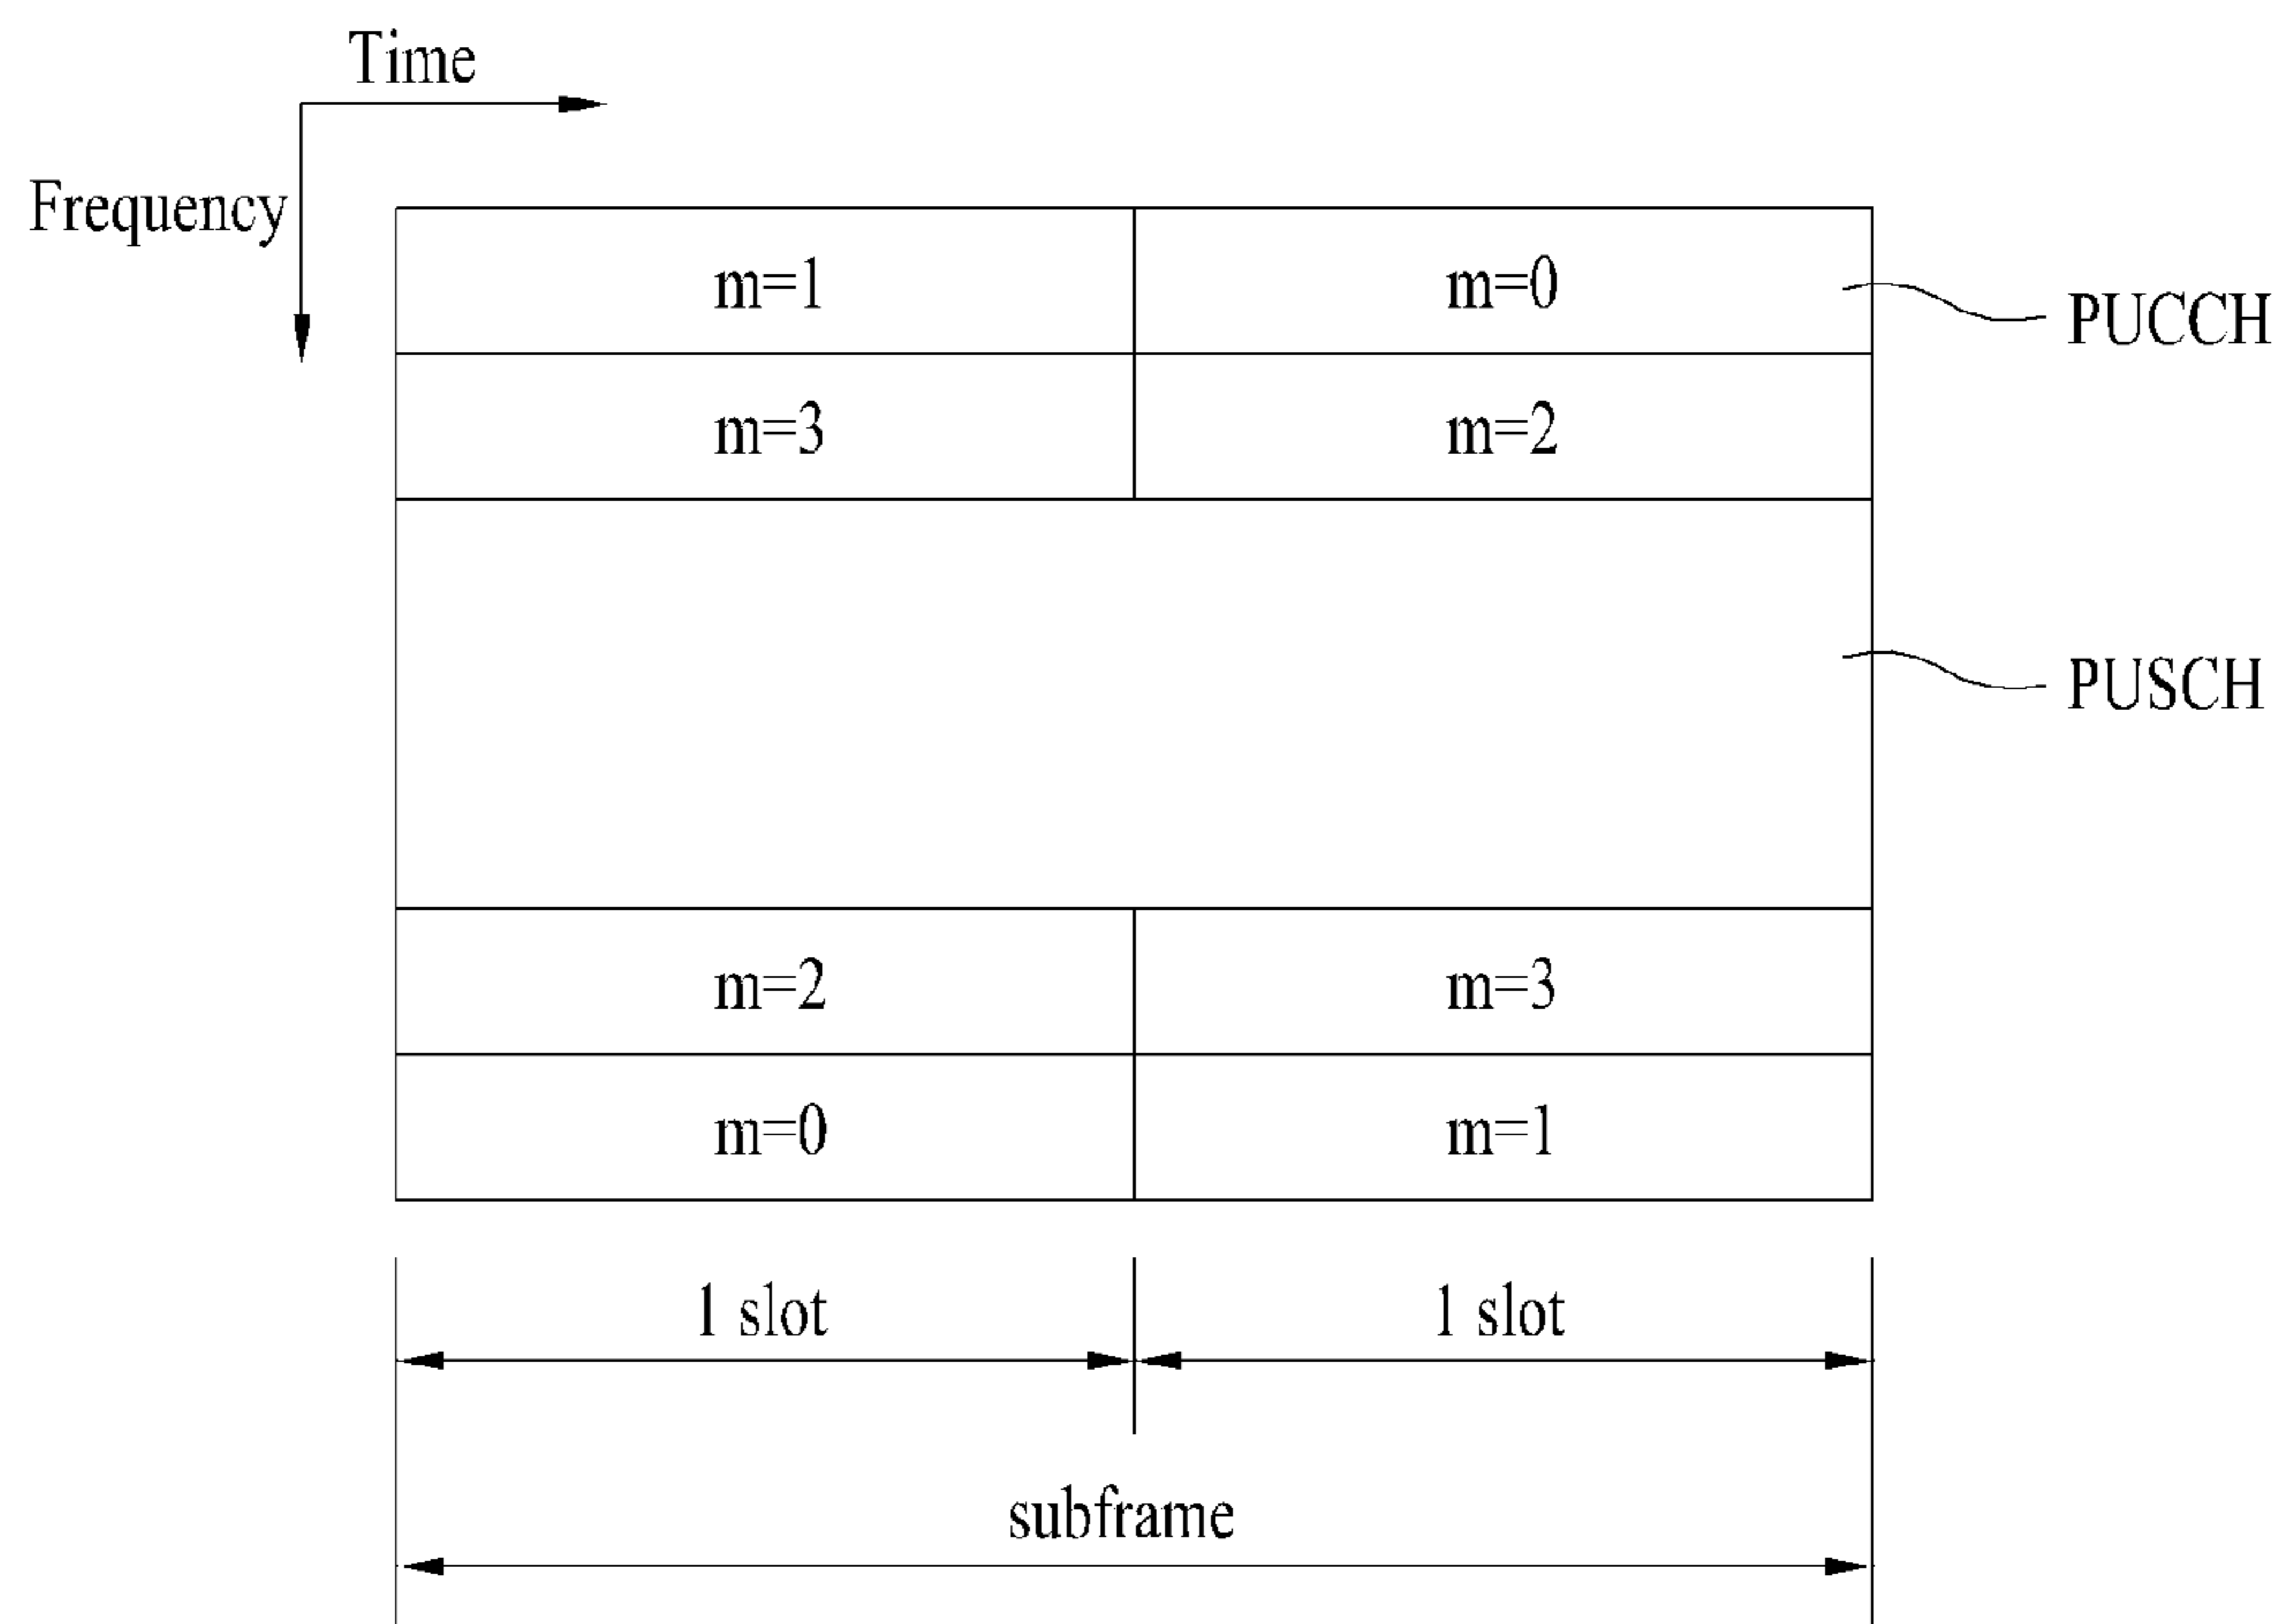 Time
Frequency
m=1 m=0
PUCCH
m=3 m=2
PUSCH
m=2 m=3
m=0 m=1
1 slot 1 slot
subframe